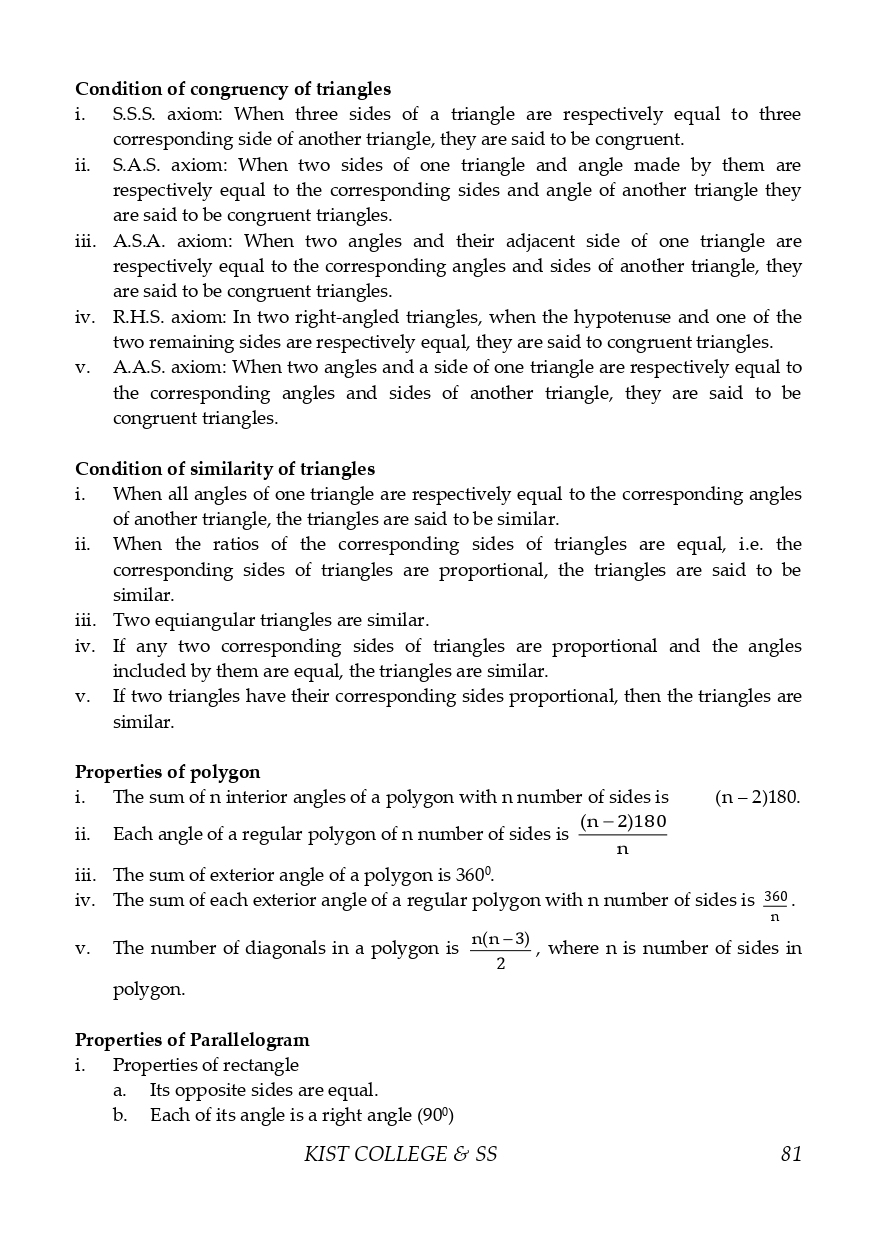 Condition of congruency of triangles
i. S.S.S. axiom: When three sides of a triangle are respectively equal to three
corresponding side of another triangle, they are said to be congruent.
ii. S.A.S. axiom: When two sides of one triangle and angle made by them are
respectively equal to the corresponding sides and angle of another triangle they
are said to be congruent triangles.
iii. A.S.A. axiom: When two angles and their adjacent side of one triangle are
respectively equal to the corresponding angles and sides of another triangle, they
are said to be congruent triangles.
iv. R.H.S. axiom: In two right-angled triangles, when the hypotenuse and one of the
two remaining sides are respectively equal, they are said to congruent triangles.
v. A.A.S. axiom: When two angles and a side of one triangle are respectively equal to
the corresponding angles and sides of another triangle, they are said to be
congruent triangles.
Condition of similarity of triangles
i. When all angles of one triangle are respectively equal to the corresponding angles
of another triangle, the triangles are said to be similar.
ii. When the ratios of the corresponding sides of triangles are equal, i.e. the
corresponding sides of triangles are proportional, the triangles are said to be
similar.
iii. Two equiangular triangles are similar.
iv. If any two corresponding sides of triangles are proportional and the angles
included by them are equal, the triangles are similar.
v. If two triangles have their corresponding sides proportional, then the triangles are
similar.
Properties of polygon
i. The sum of n interior angles of a polygon with n number of sides is (n – 2)180.
ii. Each angle of a regular polygon of n number of sides is (n – 2)180 / n
iii. The sum of exterior angle of a polygon is 360⁰.
iv. The sum of each exterior angle of a regular polygon with n number of sides is 360 / n .
v. The number of diagonals in a polygon is n(n – 3) / 2 , where n is number of sides in
polygon.
Properties of Parallelogram
i. Properties of rectangle
a. Its opposite sides are equal.
b. Each of its angle is a right angle (90⁰)
KIST COLLEGE & SS 81